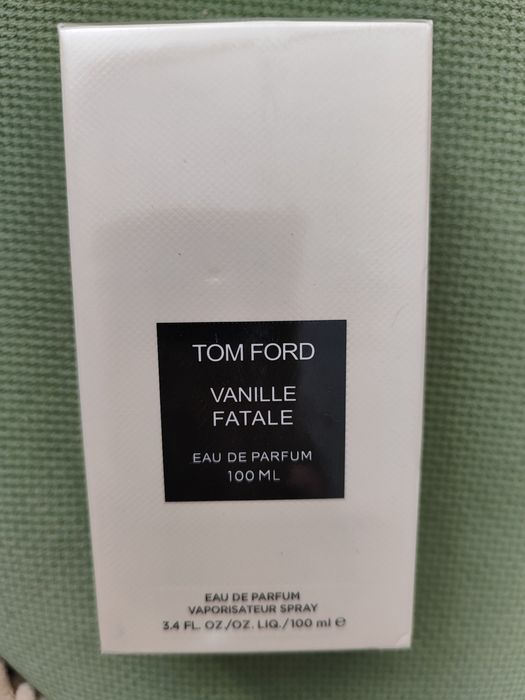 TOM FORD
VANILLE
FATALE
EAU DE PARFUM
100 ML
EAU DE PARFUM
VAPORISATEUR SPRAY
3.4 FL. OZ./OZ. LIQ./100 ml ℮